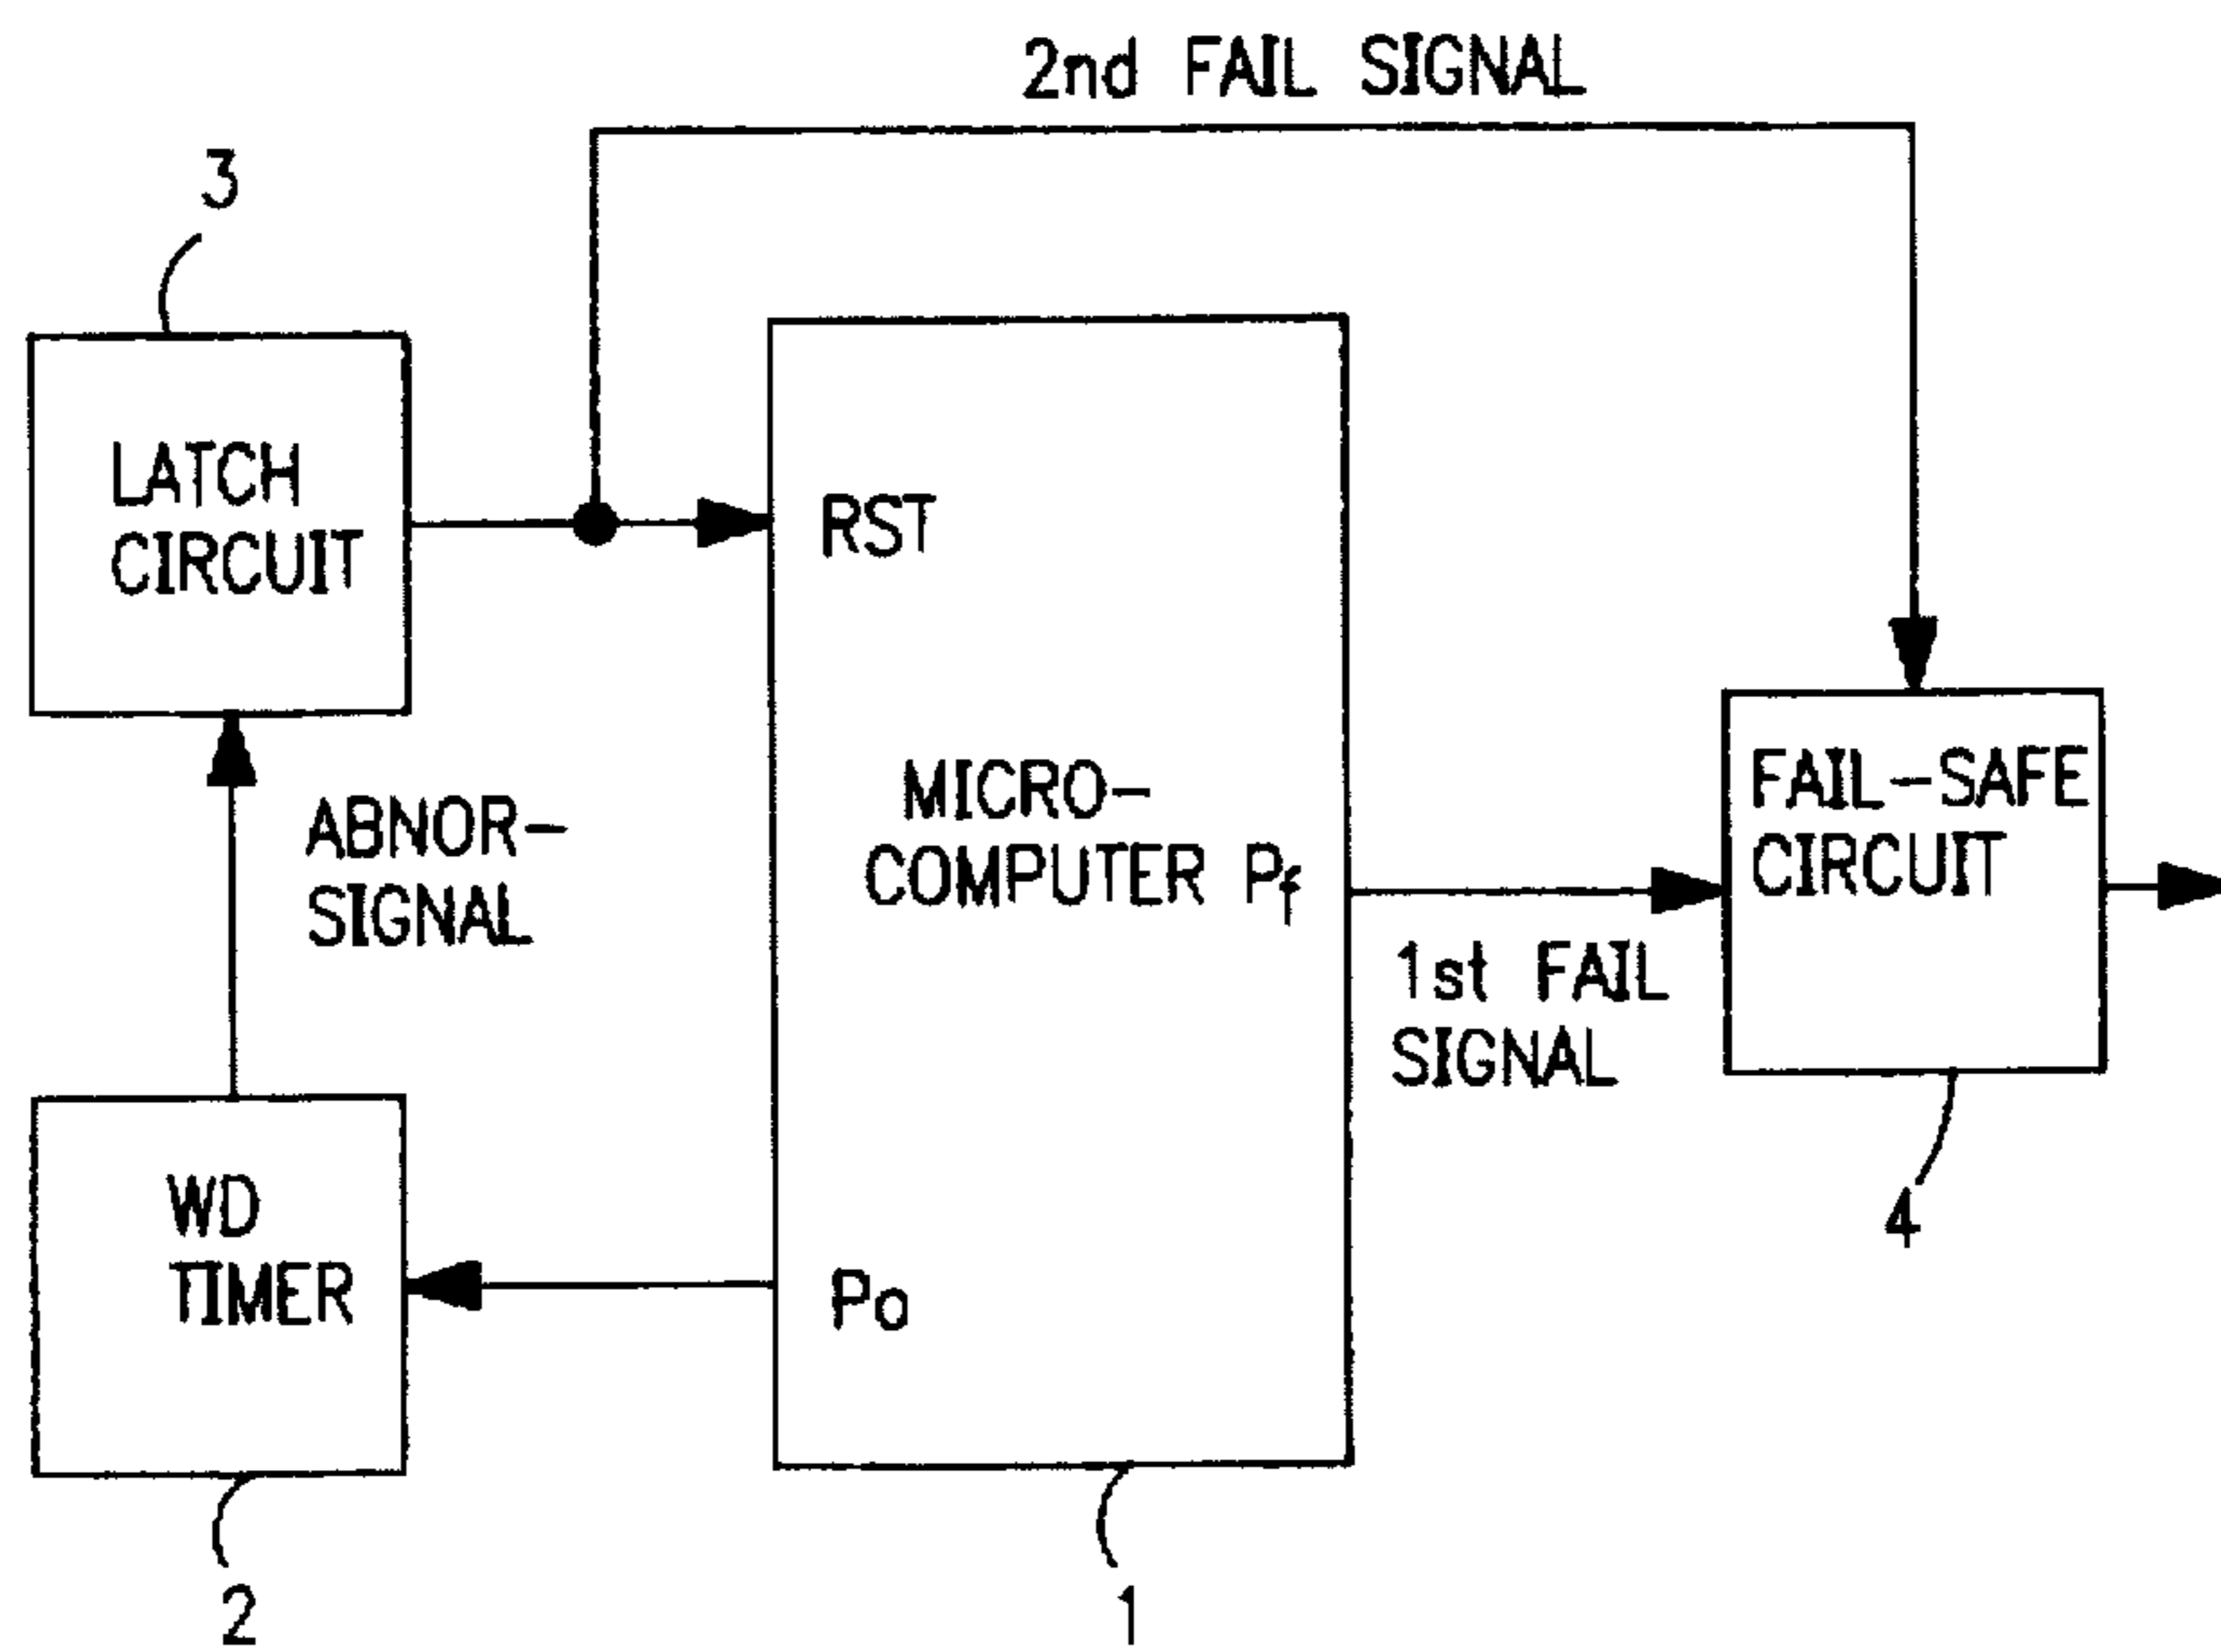 2nd FAIL SIGNAL
3
LATCH
CIRCUIT
RST
MICRO-
COMPUTER Pf
FAIL-SAFE
CIRCUIT
ABNOR-
SIGNAL
1st FAIL
SIGNAL
WD
TIMER
Po
4
2
1